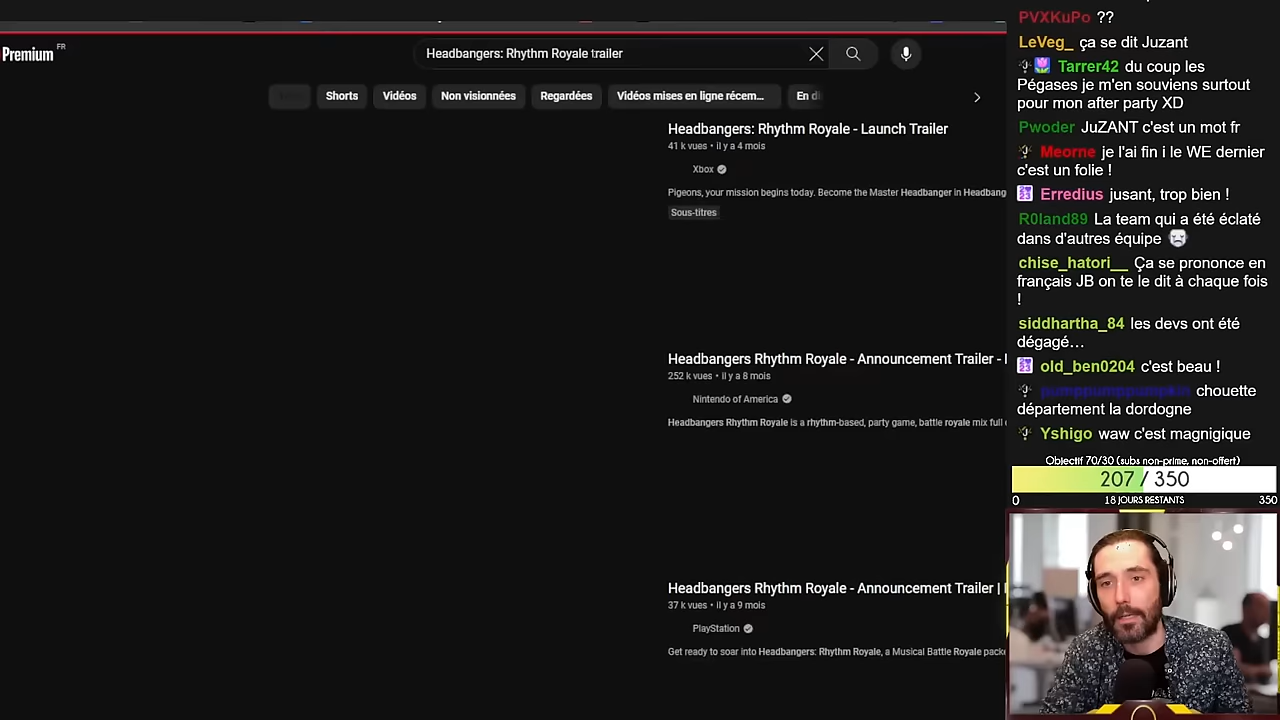 Premium FR
Headbangers: Rhythm Royale trailer
Shorts
Vidéos
Non visionnées
Regardées
Vidéos mises en ligne récem...
En di
Headbangers: Rhythm Royale - Launch Trailer
41 k vues • il y a 4 mois
Xbox
Pigeons, your mission begins today. Become the Master Headbanger in Headbang
Sous-titres
Headbangers Rhythm Royale - Announcement Trailer -
252 k vues • il y a 8 mois
Nintendo of America
Headbangers Rhythm Royale is a rhythm-based, party game, battle royale mix full
Headbangers Rhythm Royale - Announcement Trailer |
37 k vues • il y a 9 mois
PlayStation
Get ready to soar into Headbangers: Rhythm Royale, a Musical Battle Royale packe
PVXKuPo ??
LeVeg_ ça se dit Juzant
Tarrer42 du coup les
Pégases je m'en souviens surtout
pour mon after party XD
Pwoder JuZANT c'est un mot fr
Meorne je l'ai fin i le WE dernier
c'est un folie !
Erredius jusant, trop bien !
R0land89 La team qui a été éclaté
dans d'autres équipe
chise_hatori__ Ça se prononce en
français JB on te le dit à chaque fois
!
siddhartha_84 les devs ont été
dégagé...
old_ben0204 c'est beau !
chouette
département la dordogne
Yshigo waw c'est magnigique
Objectif 70/30 (subs non-prime, non-offert)
207 / 350
0 18 JOURS RESTANTS 350